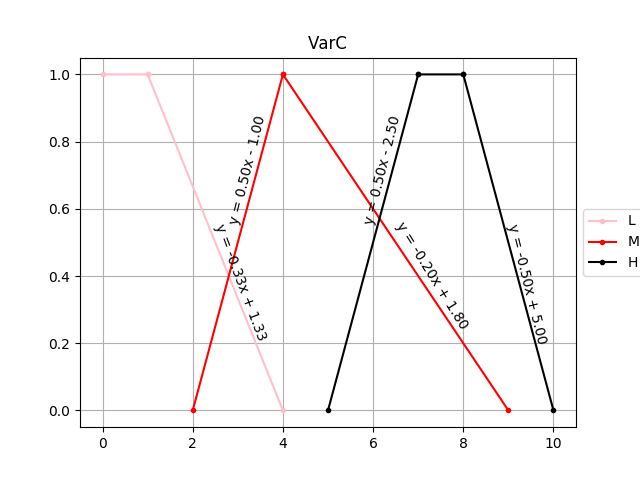 VarC
1.0
0.8
0.6
0.4
0.2
0.0
0
2
4
6
8
10
y = -0.33x + 1.33
y = 0.50x - 1.00
y = -0.20x + 1.80
y = 0.50x - 2.50
y = -0.50x + 5.00
L
M
H